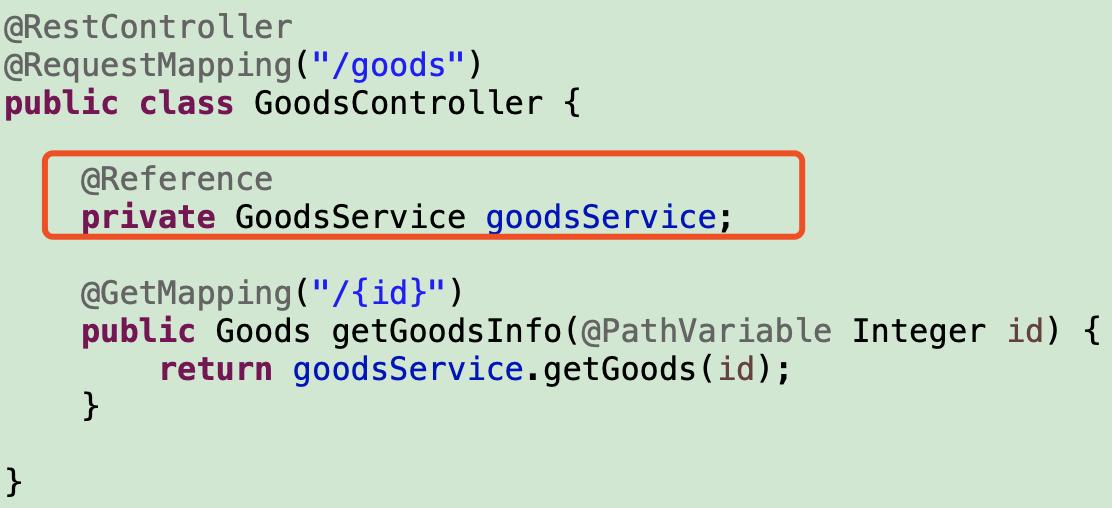 @RestController
@RequestMapping("/goods")
public class GoodsController {
@Reference
private GoodsService goodsService;
@GetMapping("/{id}")
public Goods getGoodsInfo(@PathVariable Integer id) {
return goodsService.getGoods(id);
}
}